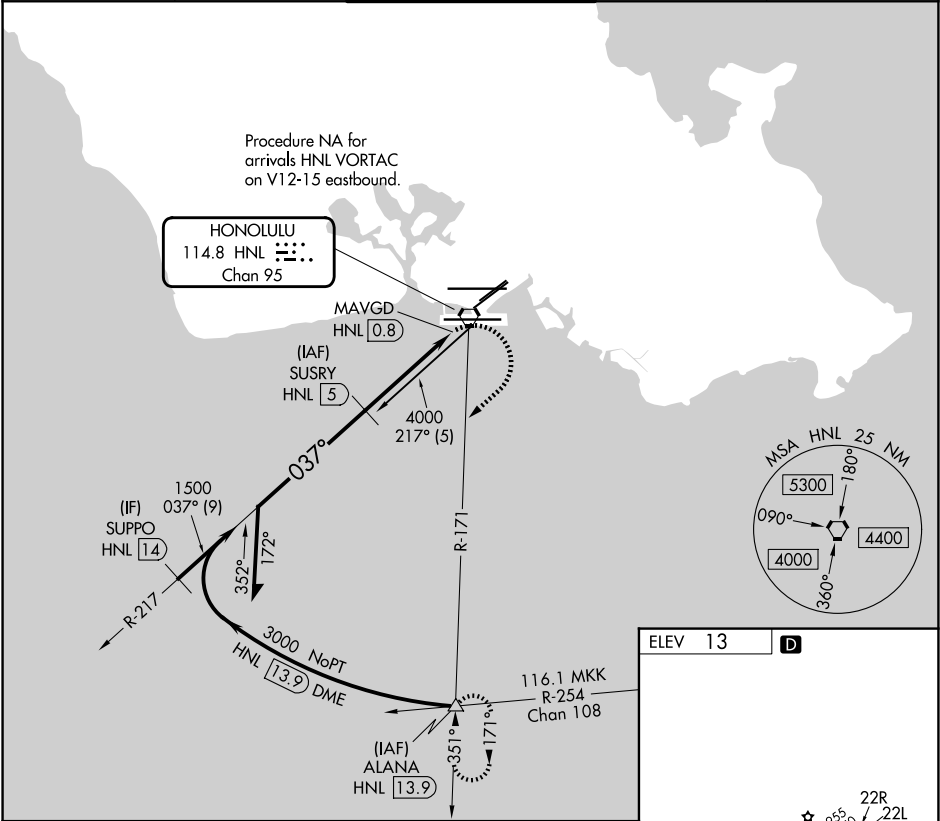 Procedure NA for
arrivals HNL VORTAC
on V12-15 eastbound.
HONOLULU
114.8 HNL
Chan 95
MAVGD
HNL 0.8
(IAF)
SUSRY
HNL 5
4000
217° (5)
037°
1500
037° (9)
(IF)
SUPPO
HNL 14
R-217
352°
172°
R-171
3000 NoPT
HNL 13.9 DME
116.1 MKK
R-254
Chan 108
(IAF)
ALANA
HNL 13.9
351°
171°
MSA HNL 25 NM
180°
5300
090°
4400
4000
360°
ELEV 13
D
22R
22L